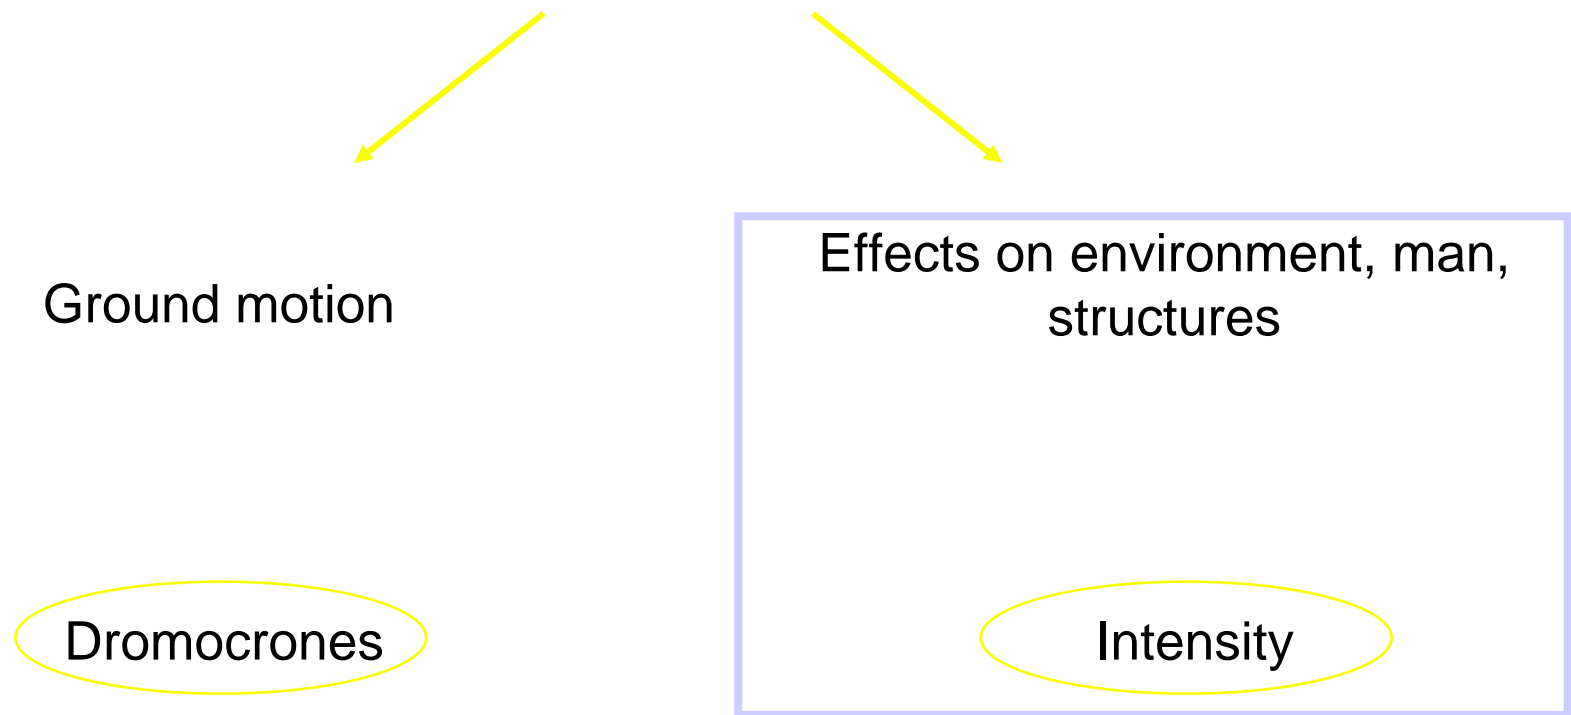 Ground motion
Effects on environment, man,
structures
Dromocrones
Intensity